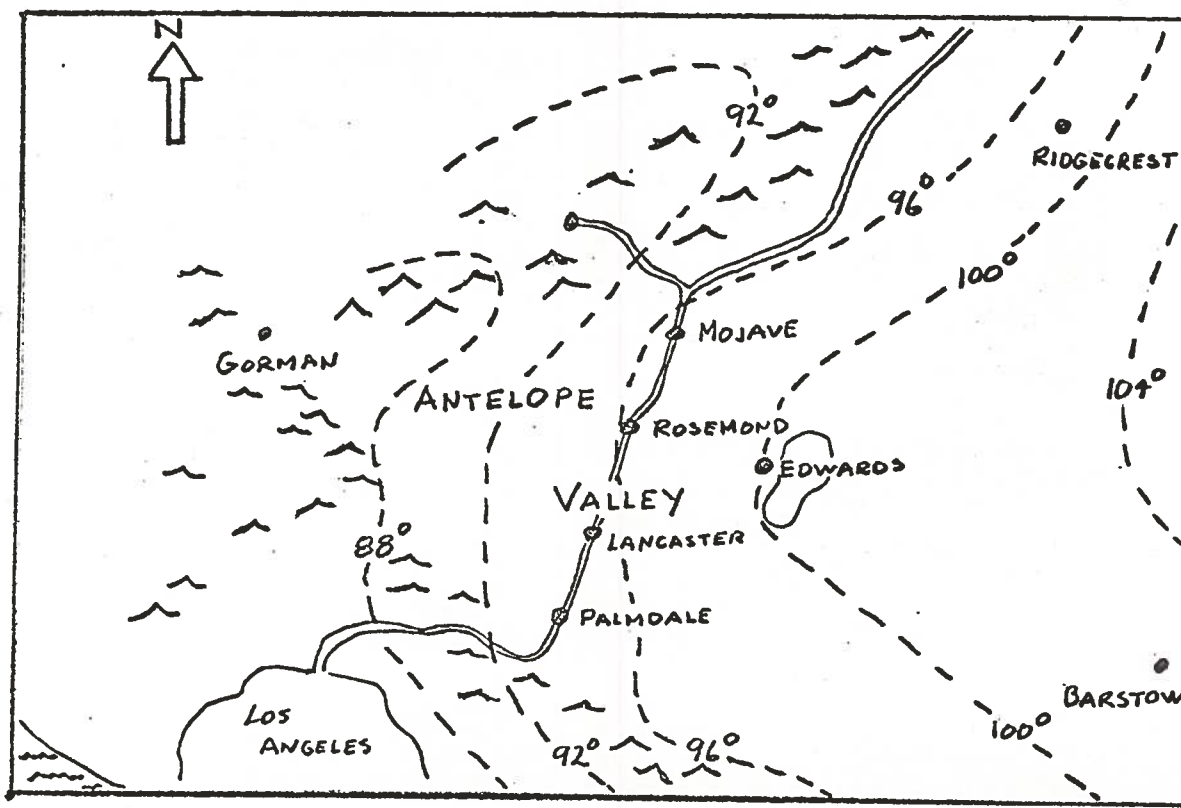 N
92°
RIDGECREST
96°
100°
GORMAN
MOJAVE
104°
ANTELOPE
ROSEMOND
EDWARDS
VALLEY
LANCASTER
88°
PALMDALE
BARSTOW
LOS
ANGELES
92°
96°
100°